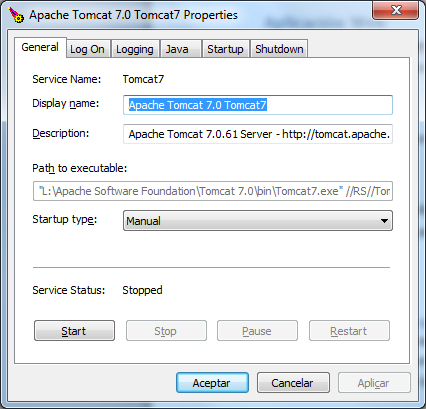 Apache Tomcat 7.0 Tomcat7 Properties
General Log On Logging Java Startup Shutdown
Service Name: Tomcat7
Display name: Apache Tomcat 7.0 Tomcat7
Description: Apache Tomcat 7.0.61 Server - http://tomcat.apache.
Path to executable:
"L:\Apache Software Foundation\Tomcat 7.0\bin\Tomcat7.exe" //RS//Tor
Startup type: Manual
Service Status: Stopped
Start Stop Pause Restart
Aceptar Cancelar Aplicar